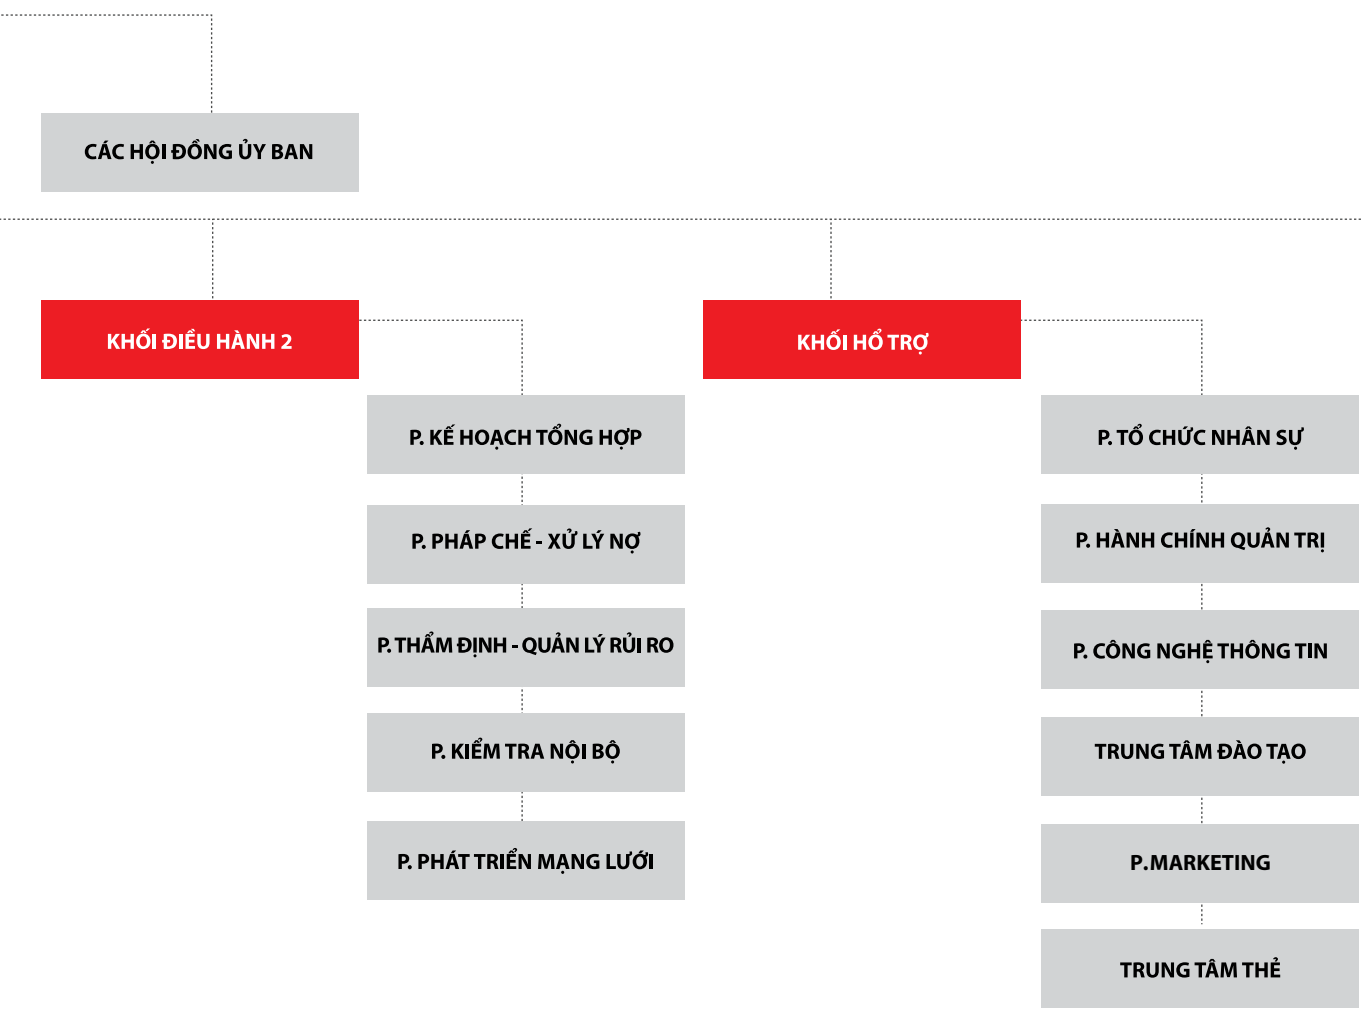 CÁC HỘI ĐỒNG ỦY BAN
KHỐI ĐIỀU HÀNH 2
P. KẾ HOẠCH TỔNG HỢP
P. PHÁP CHẾ - XỬ LÝ NỢ
P. THẨM ĐỊNH - QUẢN LÝ RỦI RO
P. KIỂM TRA NỘI BỘ
P. PHÁT TRIỂN MẠNG LƯỚI
KHỐI HỔ TRỢ
P. TỔ CHỨC NHÂN SỰ
P. HÀNH CHÍNH QUẢN TRỊ
P. CÔNG NGHỆ THÔNG TIN
TRUNG TÂM ĐÀO TẠO
P.MARKETING
TRUNG TÂM THẺ